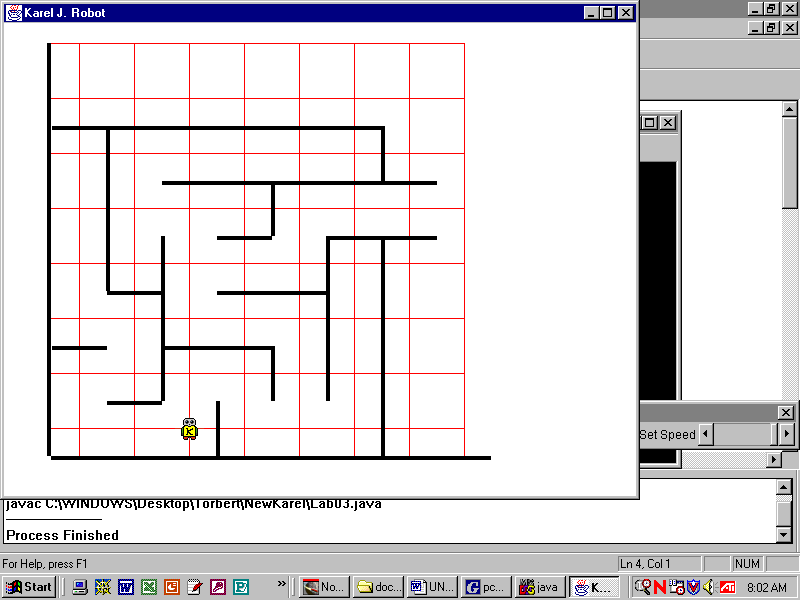 Karel J. Robot
K
Set Speed
javac C:\WINDOWS\Desktop\Torbert\NewKarel\Lab03.java
Process Finished
For Help, press F1
Ln 4, Col 1
NUM
Start
W
»
No...
doc...
W
UN...
G
pc...
java
K...
N
8:02 AM